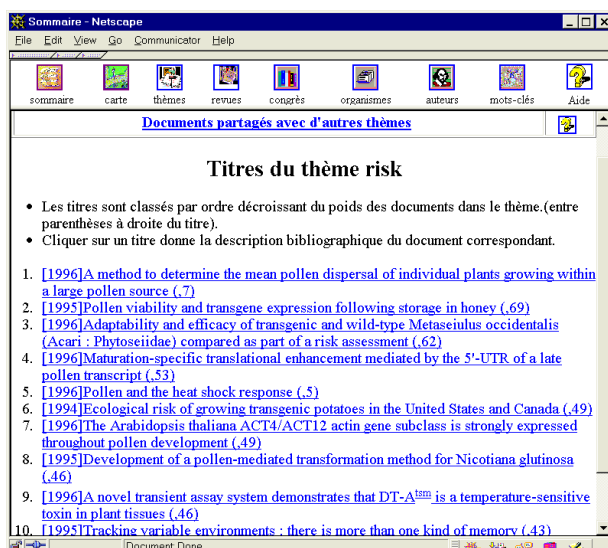 Sommaire - Netscape
File Edit View Go Communicator Help
sommaire carte thèmes revues congrès organismes auteurs mots-clés Aide
Documents partagés avec d'autres thèmes
Titres du thème risk
• Les titres sont classés par ordre décroissant du poids des documents dans le thème.(entre
parenthèses à droite du titre).
• Cliquer sur un titre donne la description bibliographique du document correspondant.
1. [1996]A method to determine the mean pollen dispersal of individual plants growing within
a large pollen source (,7)
2. [1995]Pollen viability and transgene expression following storage in honey (,69)
3. [1996]Adaptability and efficacy of transgenic and wild-type Metaseiulus occidentalis
(Acari : Phytoseiidae) compared as part of a risk assessment (,62)
4. [1996]Maturation-specific translational enhancement mediated by the 5'-UTR of a late
pollen transcript (,53)
5. [1996]Pollen and the heat shock response (,5)
6. [1994]Ecological risk of growing transgenic potatoes in the United States and Canada (,49)
7. [1996]The Arabidopsis thaliana ACT4/ACT12 actin gene subclass is strongly expressed
throughout pollen development (,49)
8. [1995]Development of a pollen-mediated transformation method for Nicotiana glutinosa
(,46)
9. [1996]A novel transient assay system demonstrates that DT-Atsm is a temperature-sensitive
toxin in plant tissues (,46)
10. [1995]Tracking variable environments : there is more than one kind of memory (,43)
Document Done